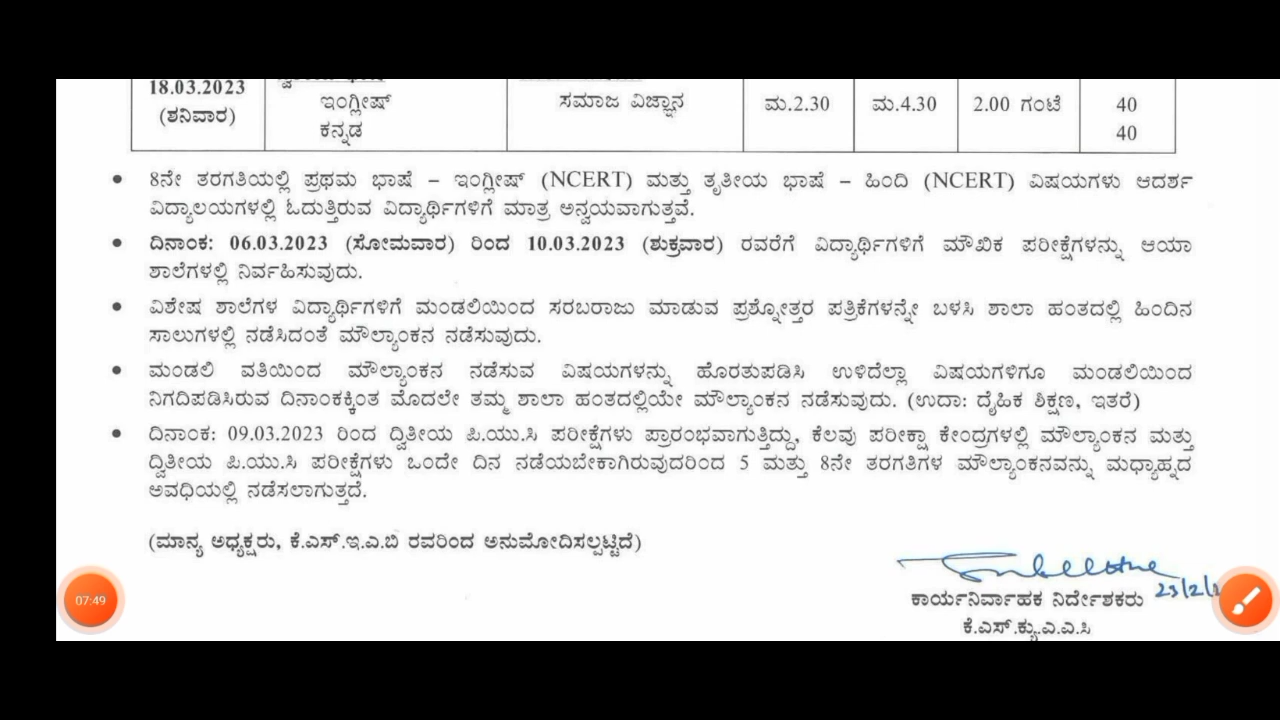 18.03.2023
(ಶನಿವಾರ)
ಇಂಗ್ಲೀಷ್
ಕನ್ನಡ
ಸಮಾಜ ವಿಜ್ಞಾನ
ಮ.2.30
ಮ.4.30
2.00 ಗಂಟೆ
40
40
• 8ನೇ ತರಗತಿಯಲ್ಲಿ ಪ್ರಥಮ ಭಾಷೆ – ಇಂಗ್ಲೀಷ್ (NCERT) ಮತ್ತು ತೃತೀಯ ಭಾಷೆ – ಹಿಂದಿ (NCERT) ವಿಷಯಗಳು ಆದರ್ಶ
ವಿದ್ಯಾಲಯಗಳಲ್ಲಿ ಓದುತ್ತಿರುವ ವಿದ್ಯಾರ್ಥಿಗಳಿಗೆ ಮಾತ್ರ ಅನ್ವಯವಾಗುತ್ತವೆ.
• ದಿನಾಂಕ: 06.03.2023 (ಸೋಮವಾರ) ರಿಂದ 10.03.2023 (ಶುಕ್ರವಾರ) ರವರೆಗೆ ವಿದ್ಯಾರ್ಥಿಗಳಿಗೆ ಮೌಖಿಕ ಪರೀಕ್ಷೆಗಳನ್ನು ಆಯಾ
ಶಾಲೆಗಳಲ್ಲಿ ನಿರ್ವಹಿಸುವುದು.
• ವಿಶೇಷ ಶಾಲೆಗಳ ವಿದ್ಯಾರ್ಥಿಗಳಿಗೆ ಮಂಡಲಿಯಿಂದ ಸರಬರಾಜು ಮಾಡುವ ಪ್ರಶ್ನೋತ್ತರ ಪತ್ರಿಕೆಗಳನ್ನೇ ಬಳಸಿ ಶಾಲಾ ಹಂತದಲ್ಲಿ ಹಿಂದಿನ
ಸಾಲುಗಳಲ್ಲಿ ನಡೆಸಿದಂತೆ ಮೌಲ್ಯಾಂಕನ ನಡೆಸುವುದು.
• ಮಂಡಲಿ ವತಿಯಿಂದ ಮೌಲ್ಯಾಂಕನ ನಡೆಸುವ ವಿಷಯಗಳನ್ನು ಹೊರತುಪಡಿಸಿ ಉಳಿದೆಲ್ಲಾ ವಿಷಯಗಳಿಗೂ ಮಂಡಲಿಯಿಂದ
ನಿಗದಿಪಡಿಸಿರುವ ದಿನಾಂಕಕ್ಕಿಂತ ಮೊದಲೇ ತಮ್ಮ ಶಾಲಾ ಹಂತದಲ್ಲಿಯೇ ಮೌಲ್ಯಾಂಕನ ನಡೆಸುವುದು. (ಉದಾ: ದೈಹಿಕ ಶಿಕ್ಷಣ, ಇತರೆ)
• ದಿನಾಂಕ: 09.03.2023 ರಿಂದ ದ್ವಿತೀಯ ಪಿ.ಯು.ಸಿ ಪರೀಕ್ಷೆಗಳು ಪ್ರಾರಂಭವಾಗುತ್ತಿದ್ದು, ಕೆಲವು ಪರೀಕ್ಷಾ ಕೇಂದ್ರಗಳಲ್ಲಿ ಮೌಲ್ಯಾಂಕನ ಮತ್ತು
ದ್ವಿತೀಯ ಪಿ.ಯು.ಸಿ ಪರೀಕ್ಷೆಗಳು ಒಂದೇ ದಿನ ನಡೆಯಬೇಕಾಗಿರುವುದರಿಂದ 5 ಮತ್ತು 8ನೇ ತರಗತಿಗಳ ಮೌಲ್ಯಾಂಕನವನ್ನು ಮಧ್ಯಾಹ್ನದ
ಅವಧಿಯಲ್ಲಿ ನಡೆಸಲಾಗುತ್ತದೆ.
(ಮಾನ್ಯ ಅಧ್ಯಕ್ಷರು, ಕೆ.ಎಸ್.ಇ.ಎ.ಬಿ ರವರಿಂದ ಅನುಮೋದಿಸಲ್ಪಟ್ಟಿದೆ)
23/2/
ಕಾರ್ಯನಿರ್ವಾಹಕ ನಿರ್ದೇಶಕರು
ಕೆ.ಎಸ್.ಕ್ಯು.ಎ.ಎ.ಸಿ
07:49